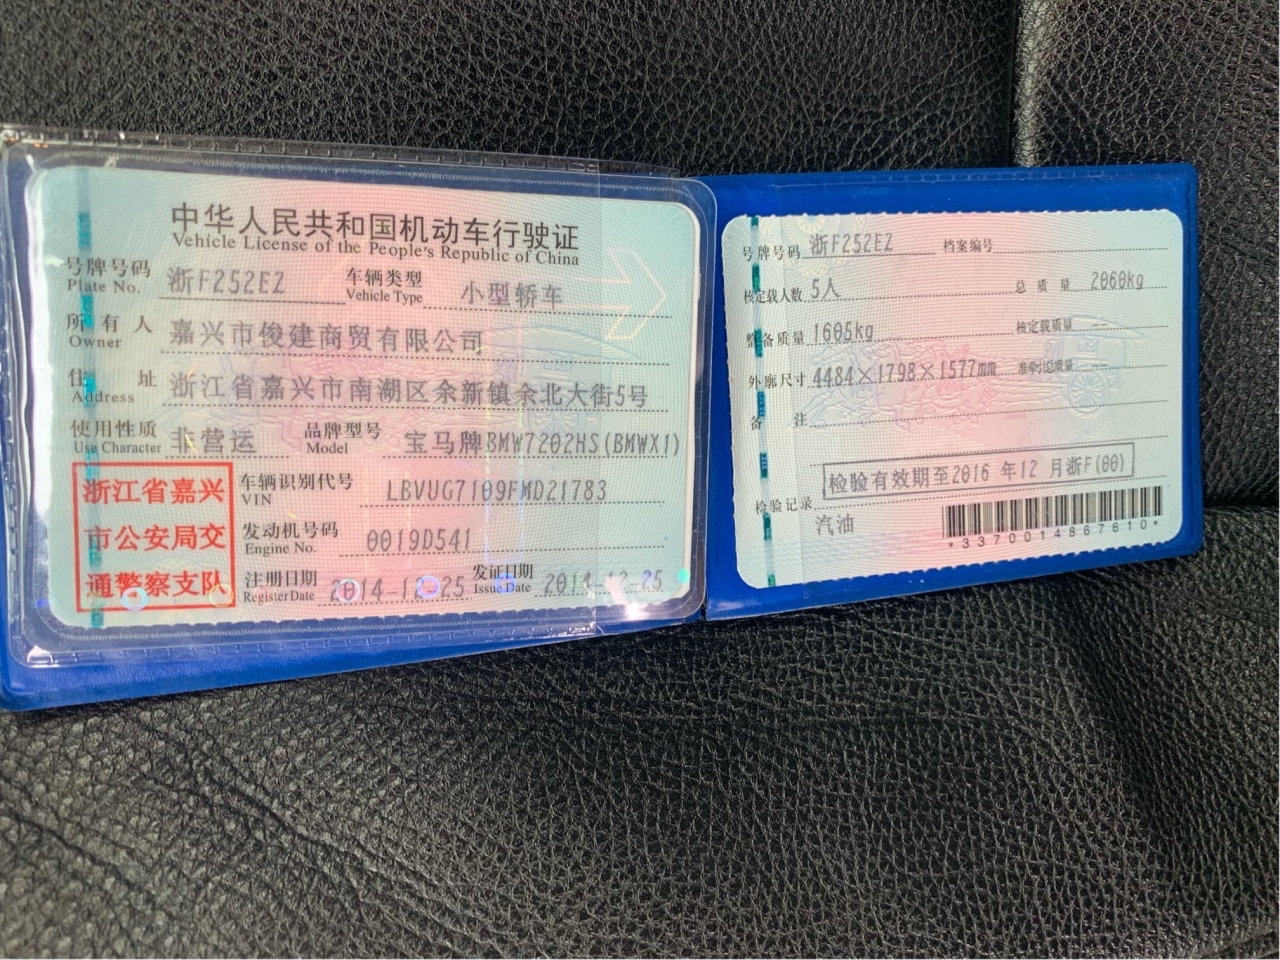 中华人民共和国机动车行驶证
Vehicle License of the People's Republic of China
号牌号码 浙F252EZ 车辆类型 小型轿车
Plate No. Vehicle Type
所有人 嘉兴市俊建商贸有限公司
Owner
住址 浙江省嘉兴市南湖区余新镇余北大街5号
Address
使用性质 非营运 品牌型号 宝马牌BMW7202HS(BMWX1)
Use Character Model
浙江省嘉兴
市公安局交
通警察支队
车辆识别代号 LBVUG7109FMD21783
VIN
发动机号码 0019D541
Engine No.
注册日期 2014-12-25 发证日期 2014-12-25
Register Date Issue Date
号牌号码 浙F252EZ 档案编号
核定载人数 5人 总质量 2060kg
整备质量 1605kg 核定载质量 --
外廓尺寸 4484×1798×1577mm 准牵引总质量 --
备注
检验有效期至2016 年12 月浙F(00)
检验记录
汽油
*3370014867610*